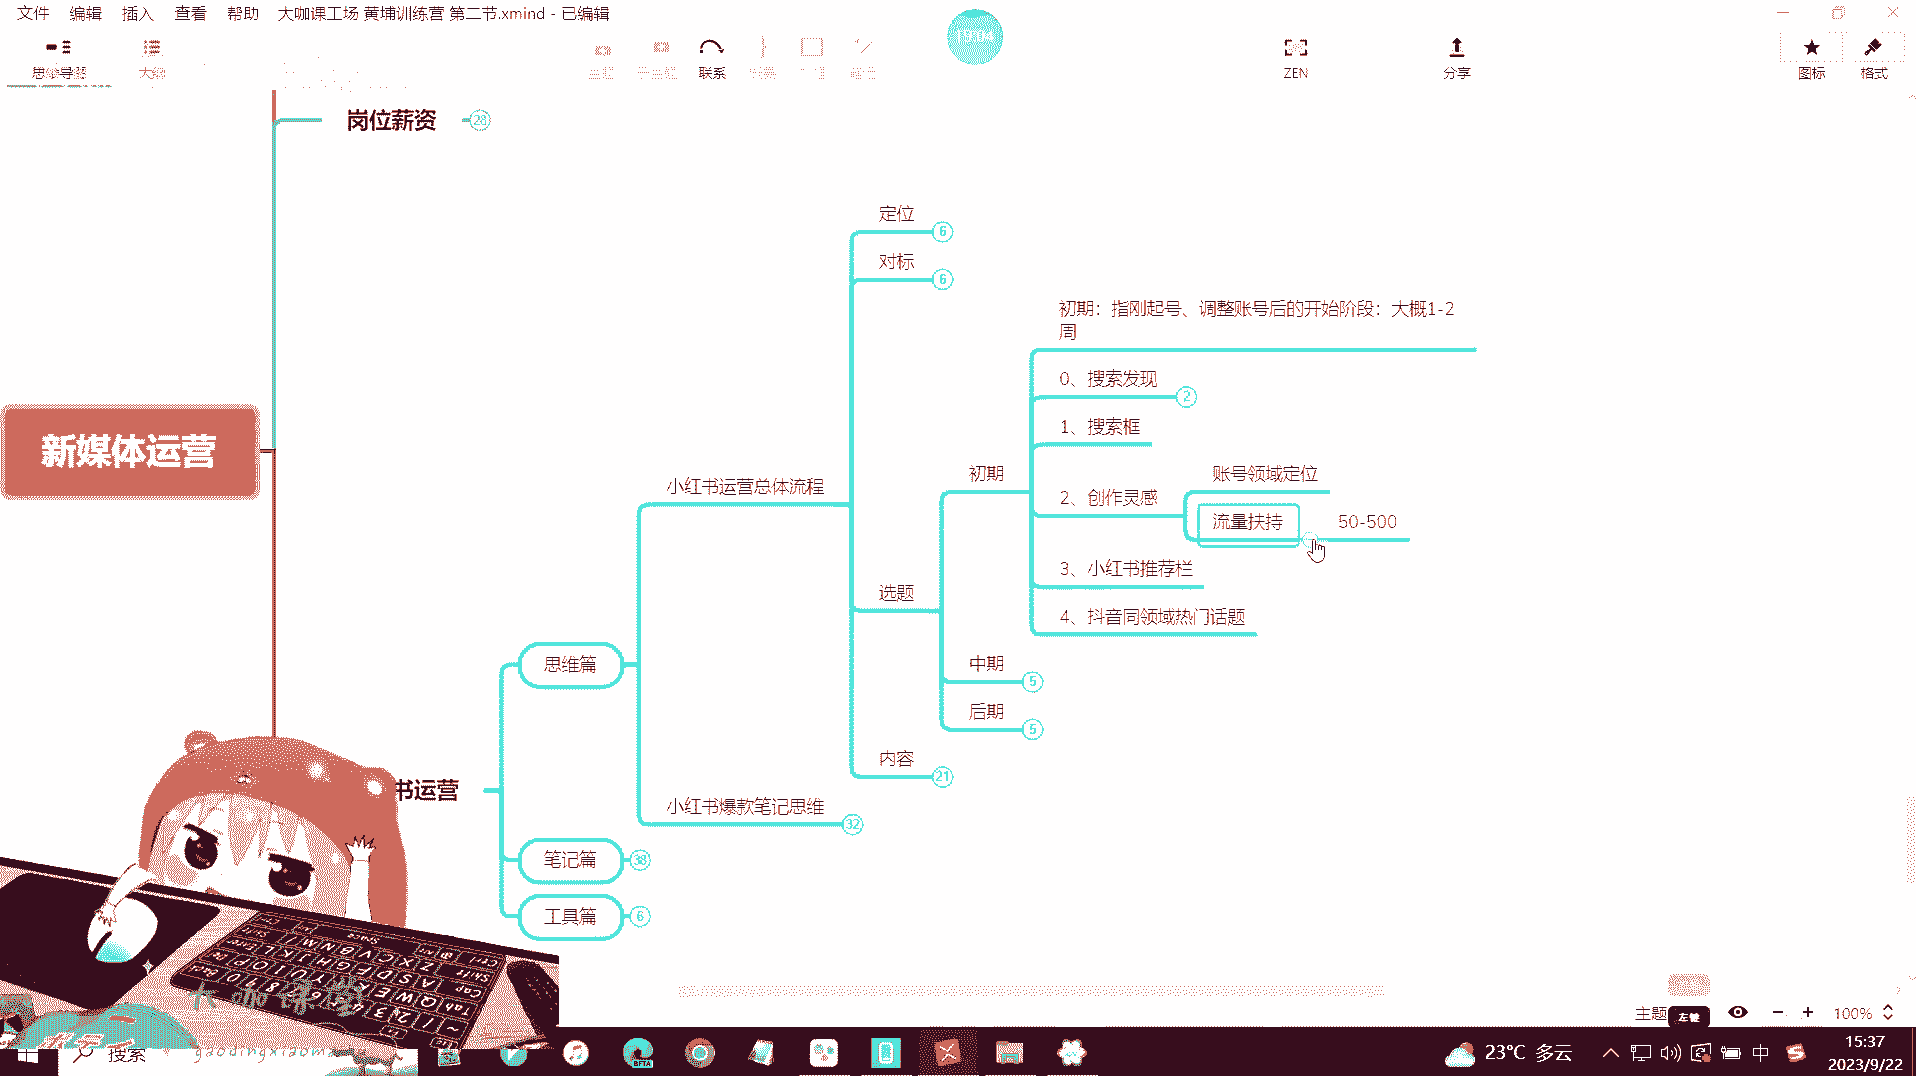 文件 编辑 插入 查看 帮助 大咖课工场 黄埔训练营 第二节.xmind - 已编辑
思维导图 大纲 联系 ZEN 分享 图标 格式
19:04
岗位薪资 28
定位 6
对标 6
初期：指刚起号、调整账号后的开始阶段：大概1-2
周
0、搜索发现 2
1、搜索框
新媒体运营
初期
账号领域定位
小红书运营总体流程
2、创作灵感
流量扶持 50-500
3、小红书推荐栏
选题
4、抖音同领域热门话题
思维篇
中期 5
后期 5
内容 21
书运营
小红书爆款笔记思维 32
笔记篇 38
工具篇 6
主题
左键
100%
搜索
gaodingxiaoma
BETA
23°C 多云
中
15:37
2023/9/22